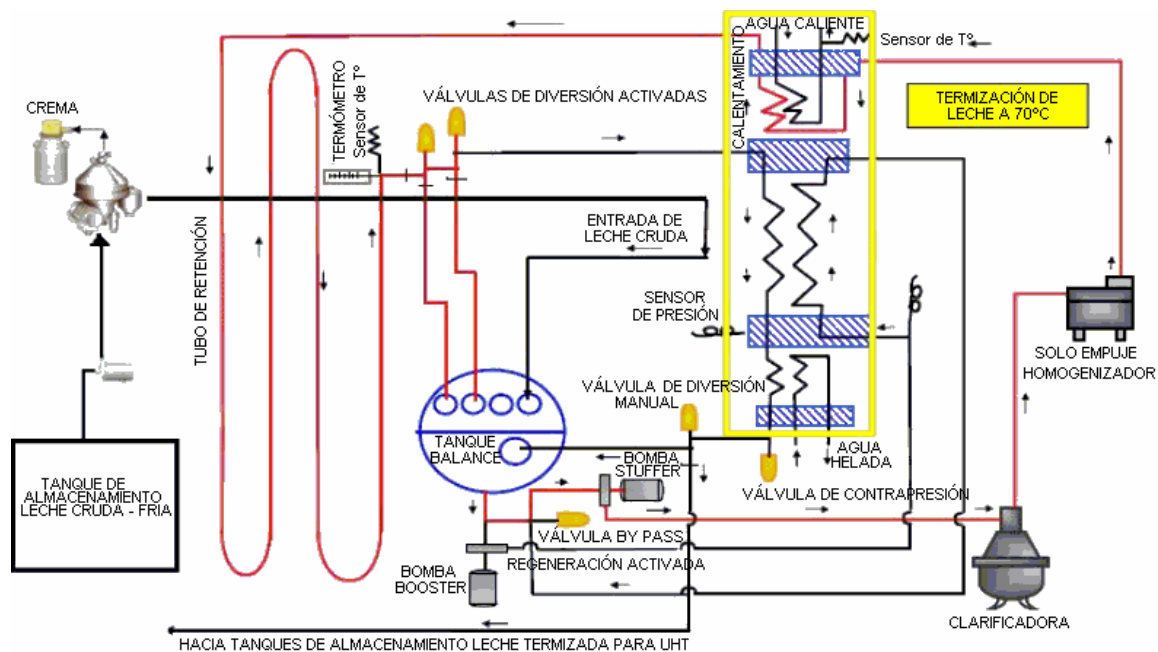 AGUA CALIENTE
Sensor de Tº
CALENTAMIENTO
TERMIZACIÓN DE
LECHE A 70ºC
CREMA
VÁLVULAS DE DIVERSIÓN ACTIVADAS
TERMÓMETRO
Sensor de Tº
ENTRADA DE
LECHE CRUDA
TUBO DE RETENCIÓN
SENSOR
DE PRESIÓN
SOLO EMPUJE
HOMOGENIZADOR
VÁLVULA DE DIVERSIÓN
MANUAL
TANQUE
BALANCE
AGUA
HELADA
BOMBA
STUFFER
VÁLVULA DE CONTRAPRESIÓN
TANQUE DE
ALMACENAMIENTO
LECHE CRUDA - FRIA
VÁLVULA BY PASS
REGENERACIÓN ACTIVADA
BOMBA
BOOSTER
CLARIFICADORA
HACIA TANQUES DE ALMACENAMIENTO LECHE TERMIZADA PARA UHT